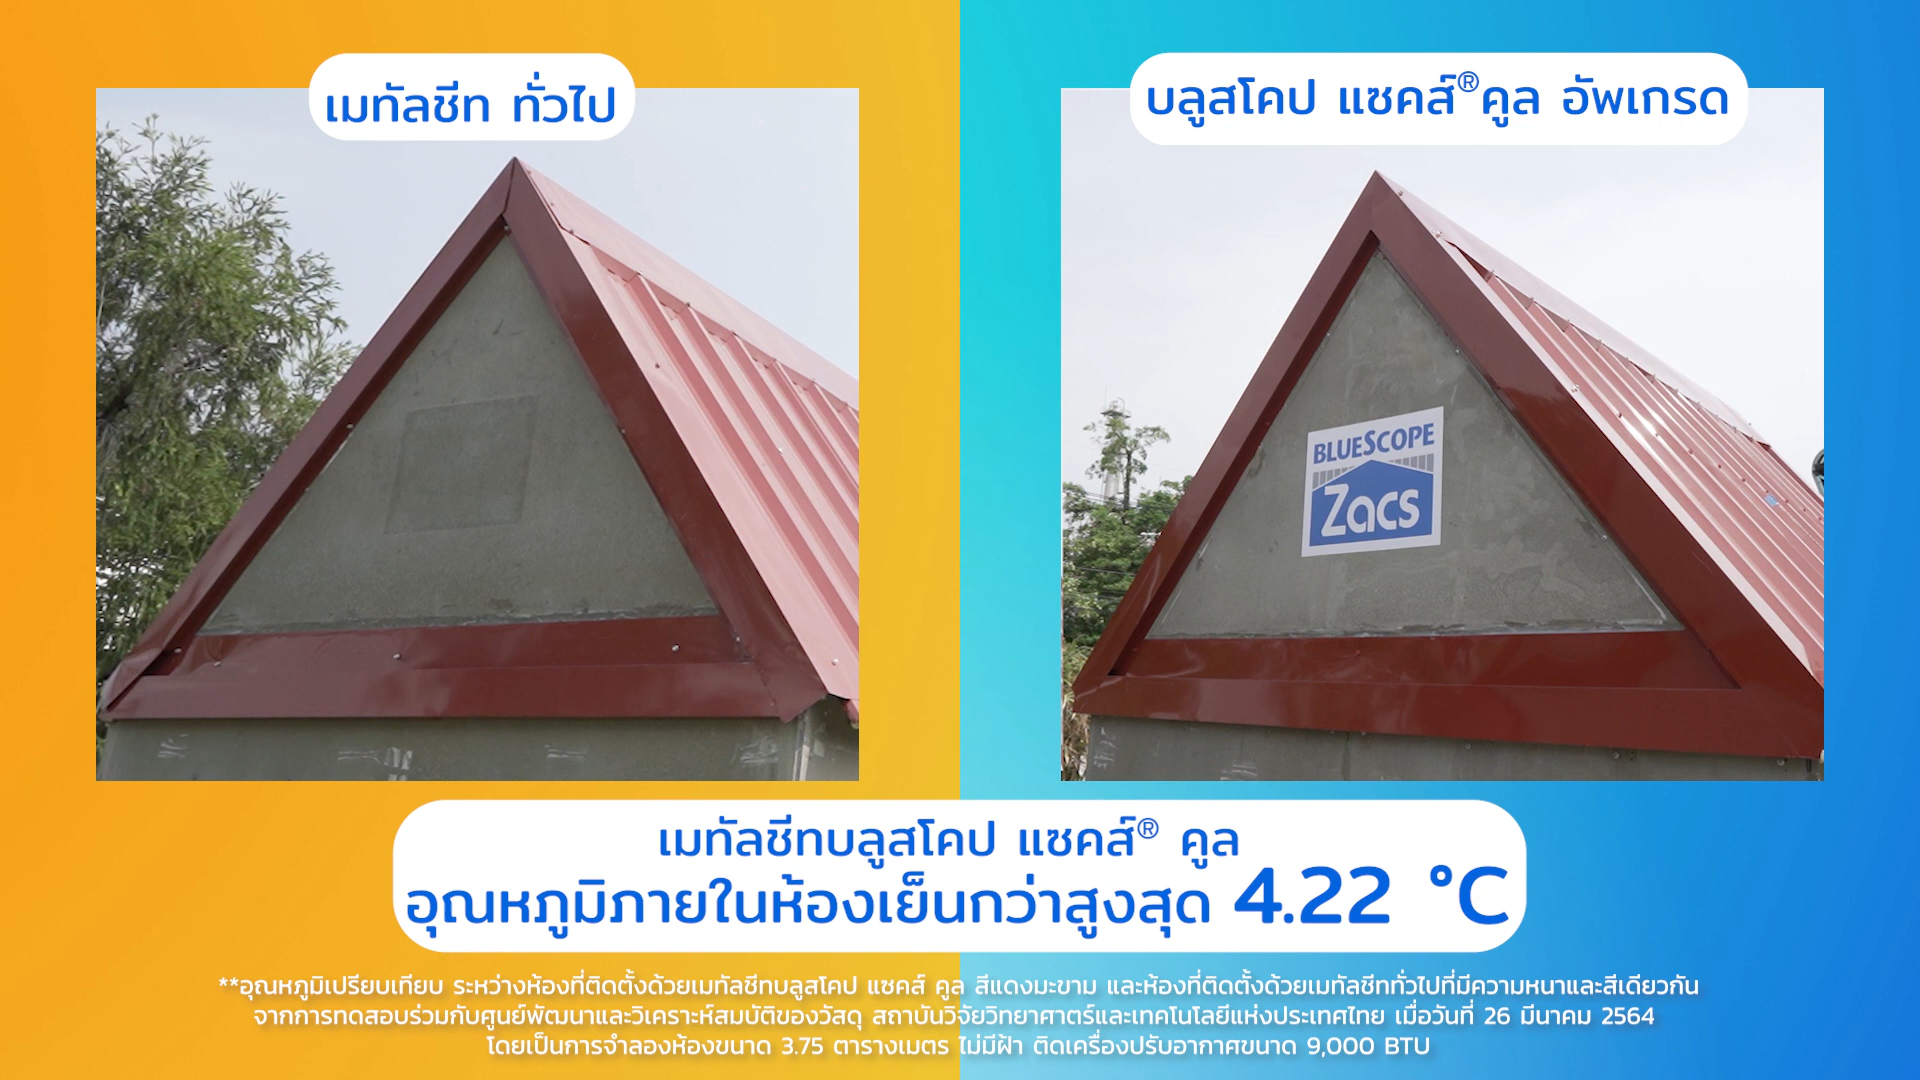 เมทัลชีท ทั่วไป
บลูสโคป แซคส์®คูล อัพเกรด
BLUESCOPE
Zacs
เมทัลชีทบลูสโคป แซคส์® คูล
อุณหภูมิภายในห้องเย็นกว่าสูงสุด 4.22 °C
**อุณหภูมิเปรียบเทียบ ระหว่างห้องที่ติดตั้งด้วยเมทัลชีทบลูสโคป แซคส์ คูล สีแดงมะขาม และห้องที่ติดตั้งด้วยเมทัลชีททั่วไปที่มีความหนาและสีเดียวกัน
จากการทดสอบร่วมกับศูนย์พัฒนาและวิเคราะห์สมบัติของวัสดุ สถาบันวิจัยวิทยาศาตร์และเทคโนโลยีแห่งประเทศไทย เมื่อวันที่ 26 มีนาคม 2564
โดยเป็นการจำลองห้องขนาด 3.75 ตารางเมตร ไม่มีฝ้า ติดเครื่องปรับอากาศขนาด 9,000 BTU